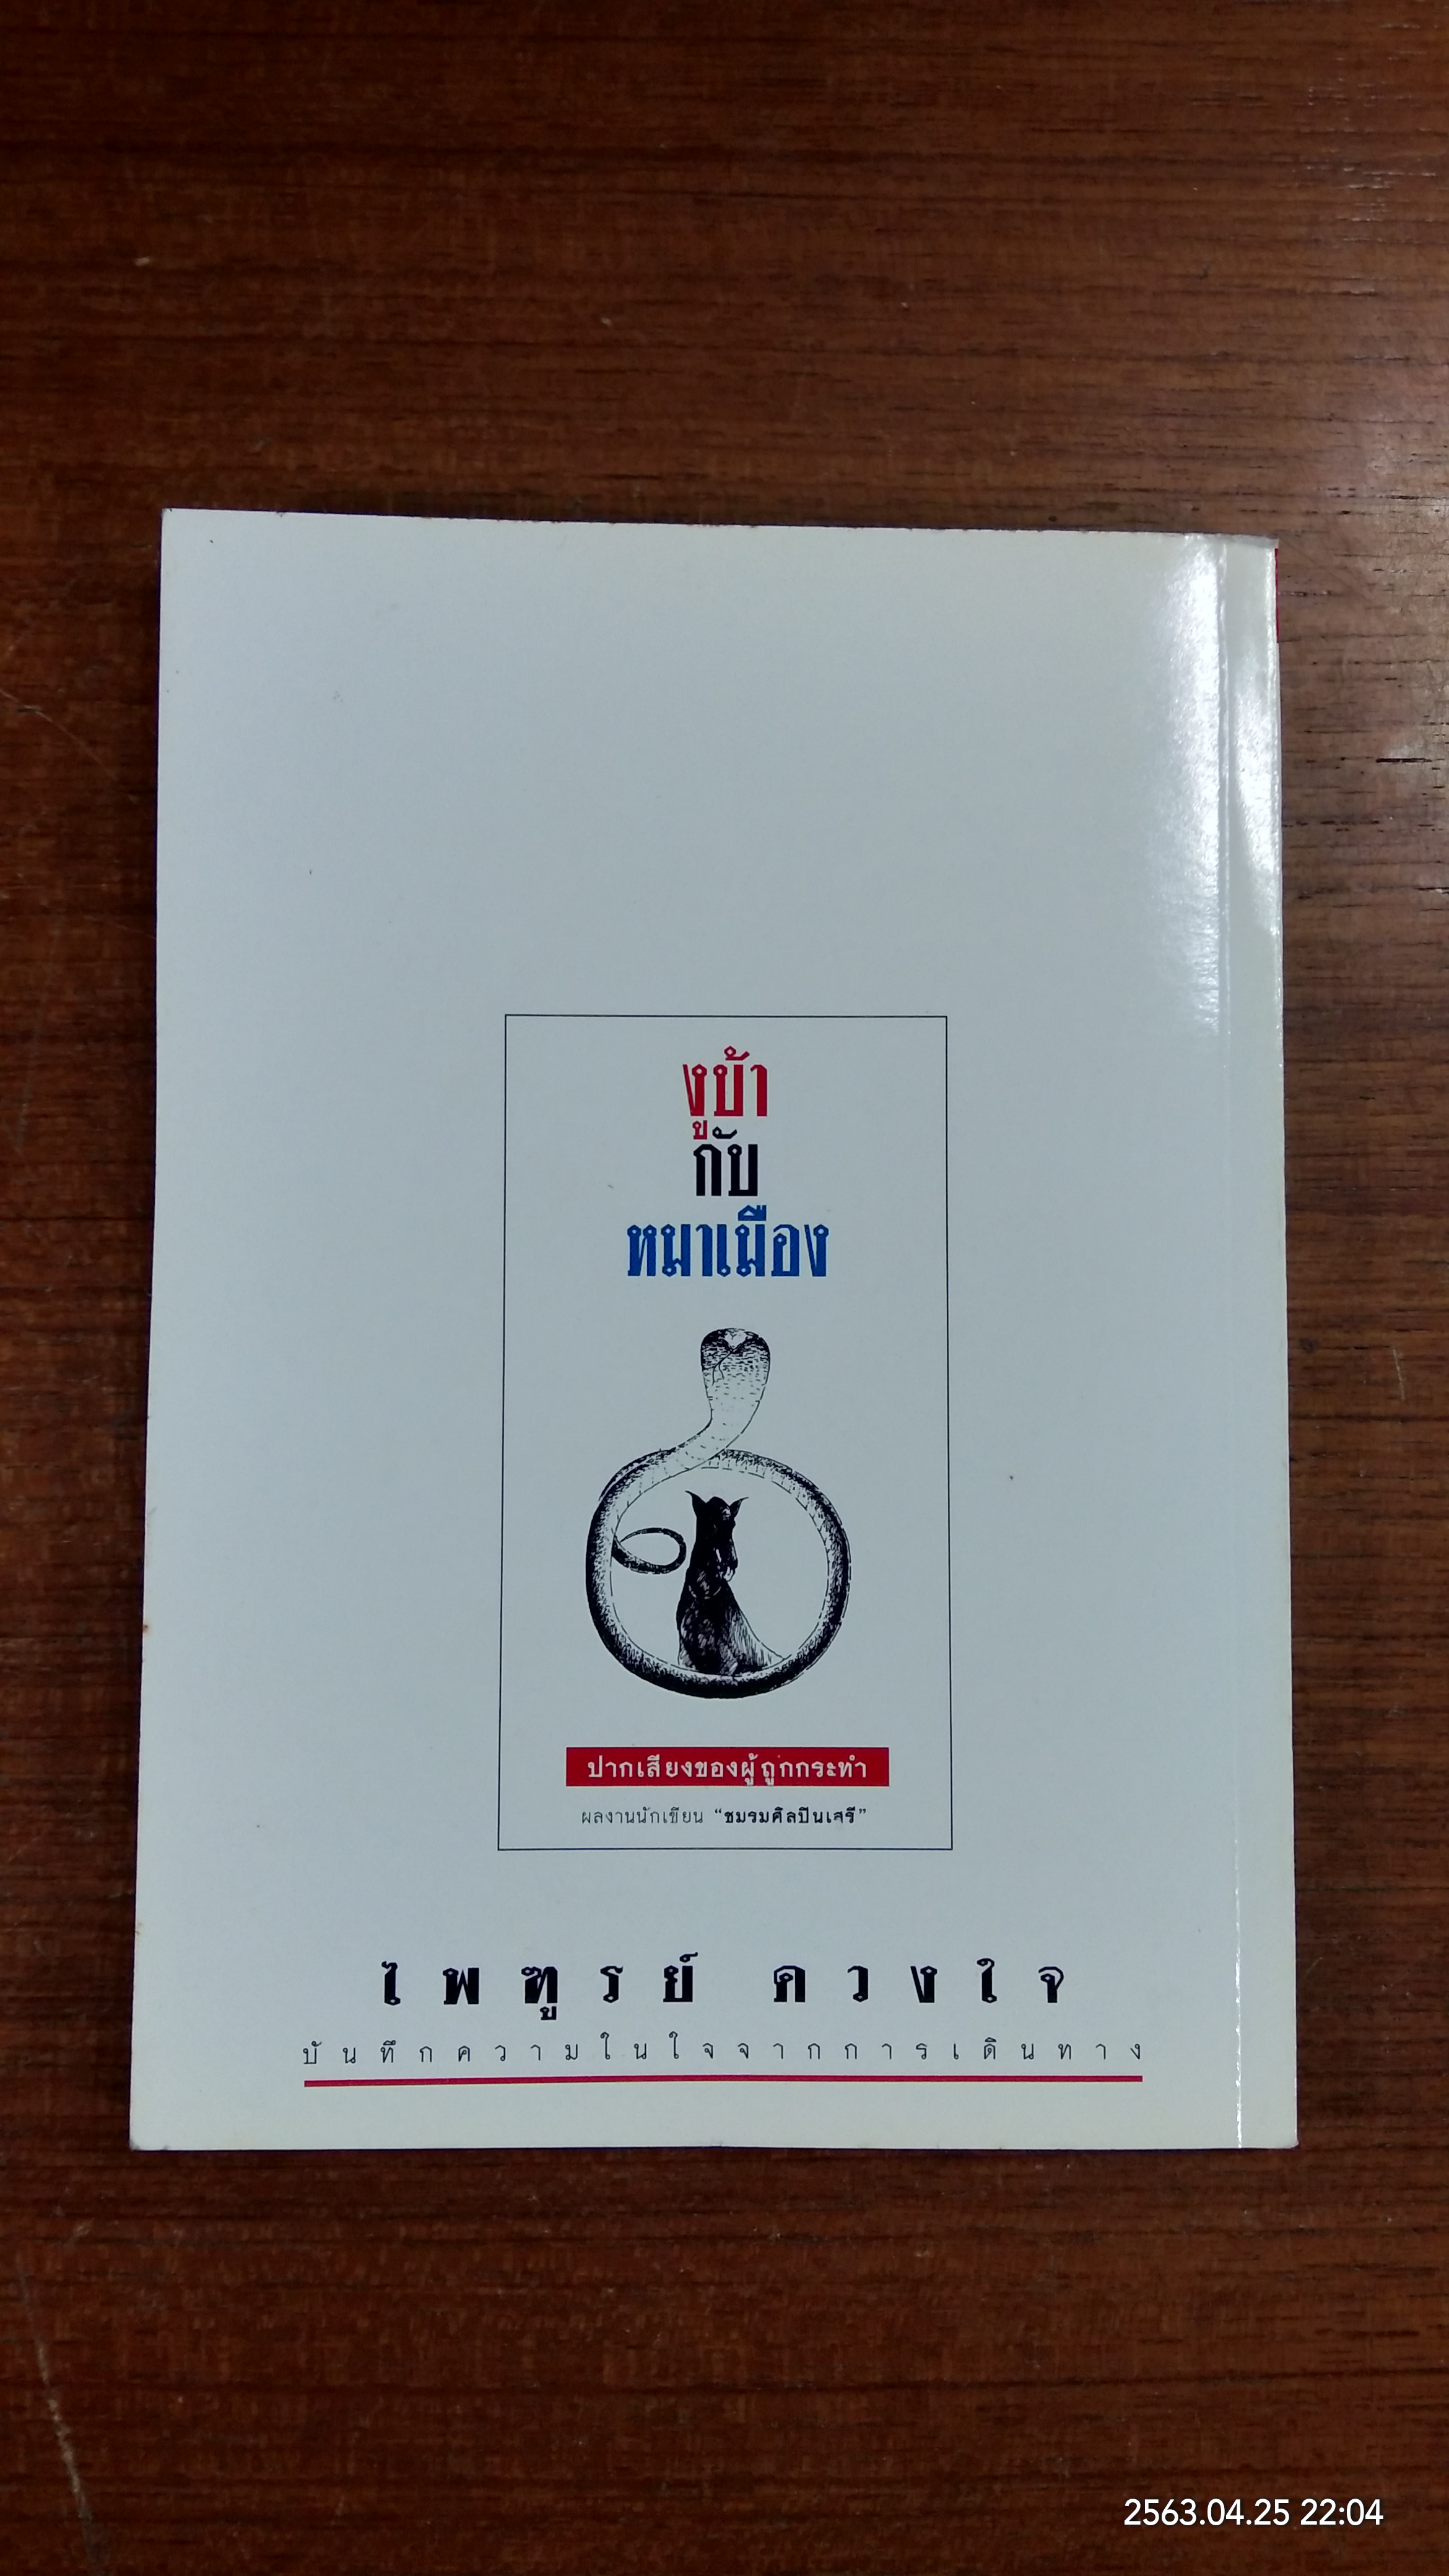 งูบ้า
กับ
หมาเมือง
ปากเสียงของผู้ถูกกระทำ
ผลงานนักเขียน “ชมรมศิลปินเสรี”
ไพฑูรย์ ดวงใจ
บันทึกความในใจจากการเดินทาง
2563.04.25 22:04